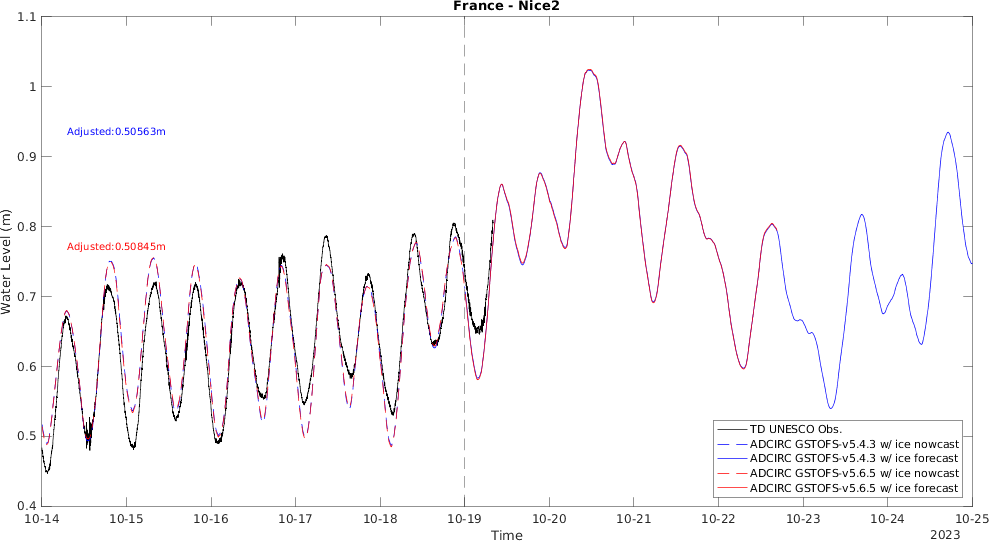 France - Nice2
1.1
1
0.9
0.8
0.7
0.6
0.5
0.4
Water Level (m)
Adjusted:0.50563m
Adjusted:0.50845m
TD UNESCO Obs.
ADCIRC GSTOFS-v5.4.3 w/ ice nowcast
ADCIRC GSTOFS-v5.4.3 w/ ice forecast
ADCIRC GSTOFS-v5.6.5 w/ ice nowcast
ADCIRC GSTOFS-v5.6.5 w/ ice forecast
10-14 10-15 10-16 10-17 10-18 10-19 10-20 10-21 10-22 10-23 10-24 10-25
Time
2023